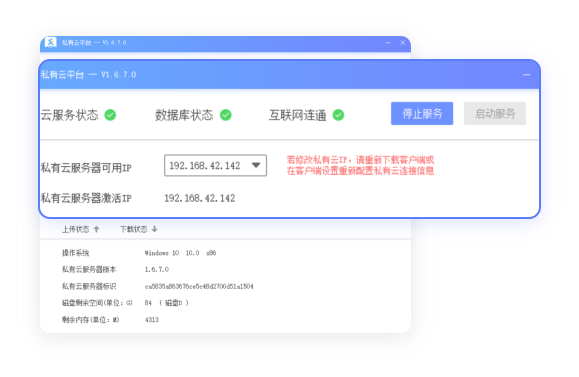 私有云平台 — V1.6.7.0
私有云平台 — V1.6.7.0
云服务状态 数据库状态 互联网连通 停止服务 启动服务
私有云服务器可用IP 192.168.42.142 若修改私有云IP，请重新下载客户端或
在客户端设置重新配置私有云连接信息
私有云服务器激活IP 192.168.42.142
上传状态 下载状态
操作系统 Windows 10 10.0 x86
私有云服务器版本 1.6.7.0
私有云服务器标识 ca5835a863676ce5c48d2700d51a1504
磁盘剩余空间(单位：G) 84 ( 磁盘D )
剩余内存(单位：M) 4313